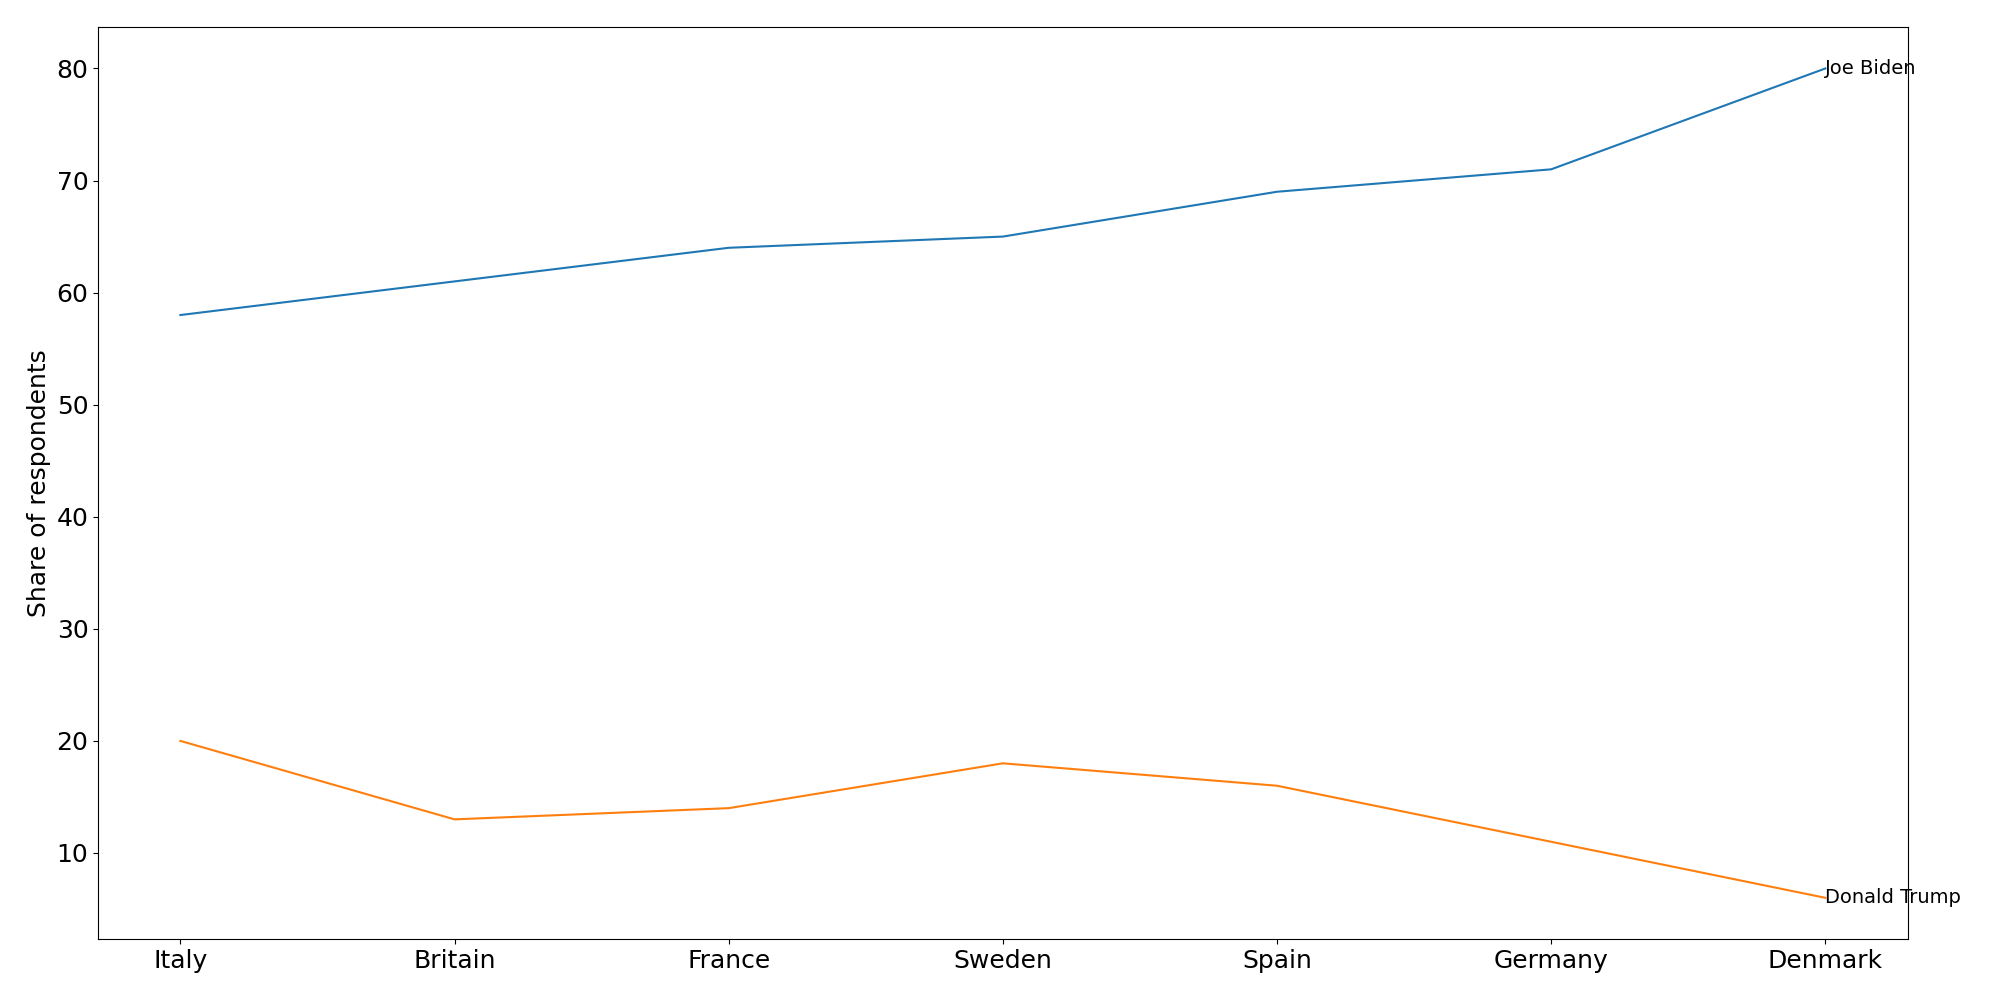 80
70
60
50
40
30
20
10
Share of respondents
Joe Biden
Donald Trump
Italy Britain France Sweden Spain Germany Denmark